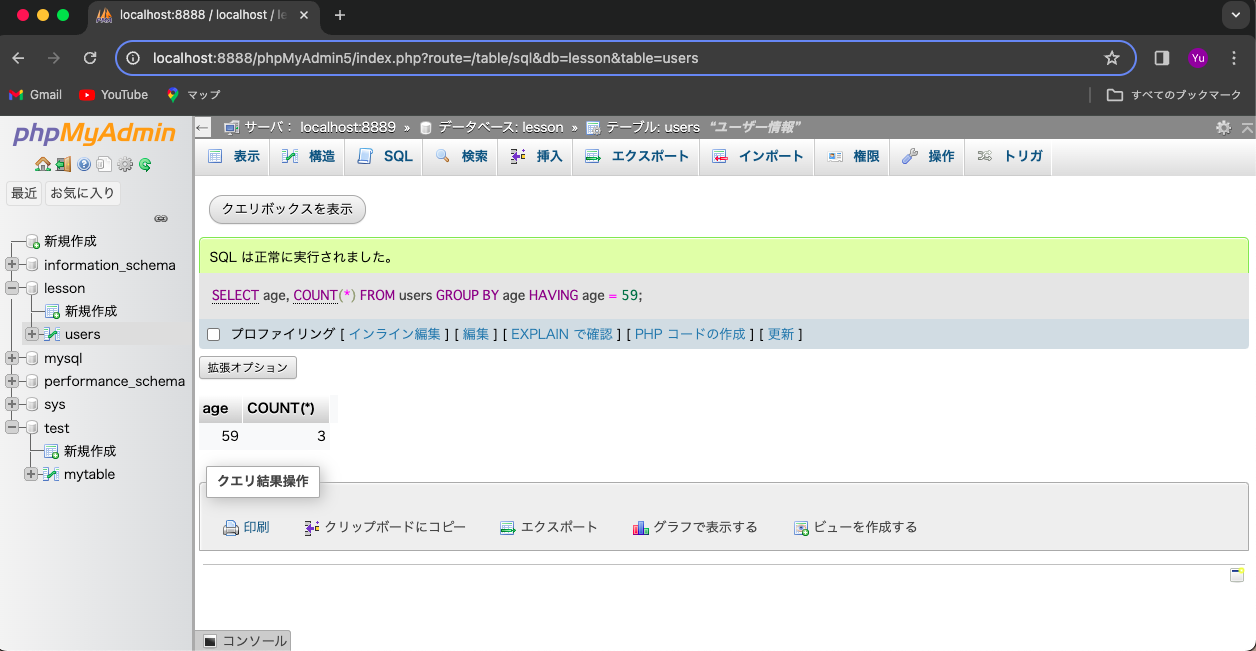 localhost:8888 / localhost / le
localhost:8888/phpMyAdmin5/index.php?route=/table/sql&db=lesson&table=users
Yu
Gmail
YouTube
マップ
すべてのブックマーク
phpMyAdmin
最近
お気に入り
新規作成
information_schema
lesson
新規作成
users
mysql
performance_schema
sys
test
新規作成
mytable
サーバ： localhost:8889 » データベース: lesson » テーブル: users "ユーザー情報"
表示
構造
SQL
検索
挿入
エクスポート
インポート
権限
操作
トリガ
クエリボックスを表示
SQL は正常に実行されました。
SELECT age, COUNT(*) FROM users GROUP BY age HAVING age = 59;
プロファイリング [ インライン編集 ] [ 編集 ] [ EXPLAIN で確認 ] [ PHP コードの作成 ] [ 更新 ]
拡張オプション
age COUNT(*)
59 3
クエリ結果操作
印刷
クリップボードにコピー
エクスポート
グラフで表示する
ビューを作成する
コンソール